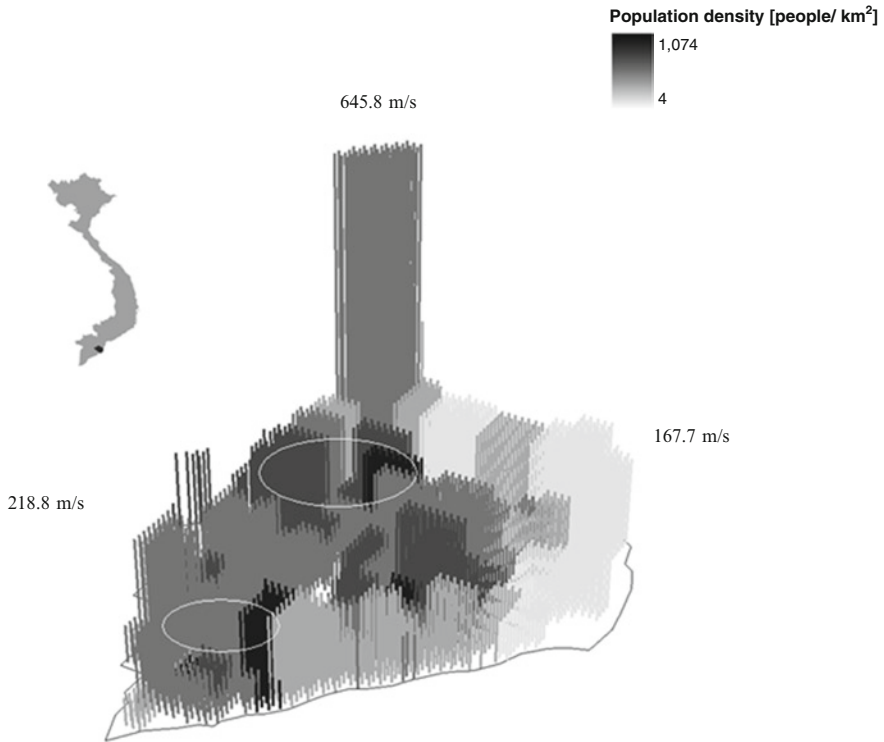 Population density [people/ km²]
1,074
4
645.8 m/s
167.7 m/s
218.8 m/s